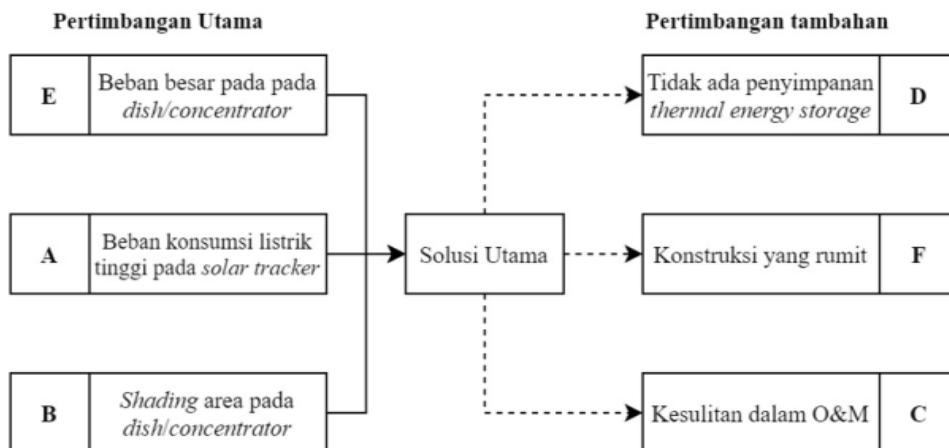 Pertimbangan Utama
Pertimbangan tambahan
E
Beban besar pada pada
dish/concentrator
Tidak ada penyimpanan
thermal energy storage
D
A
Beban konsumsi listrik
tinggi pada solar tracker
Solusi Utama
Konstruksi yang rumit
F
B
Shading area pada
dish/concentrator
Kesulitan dalam O&M
C